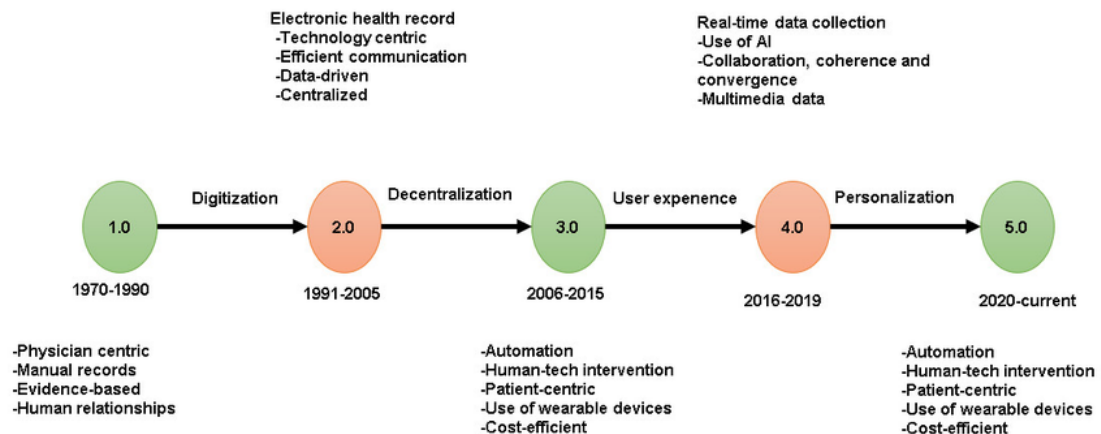 Electronic health record
-Technology centric
-Efficient communication
-Data-driven
-Centralized
Real-time data collection
-Use of AI
-Collaboration, coherence and
convergence
-Multimedia data
Digitization
Decentralization
User expenence
Personalization
1.0
2.0
3.0
4.0
5.0
1970-1990
1991-2005
2006-2015
2016-2019
2020-current
-Physician centric
-Manual records
-Evidence-based
-Human relationships
-Automation
-Human-tech intervention
-Patient-centric
-Use of wearable devices
-Cost-efficient
-Automation
-Human-tech intervention
-Patient-centric
-Use of wearable devices
-Cost-efficient